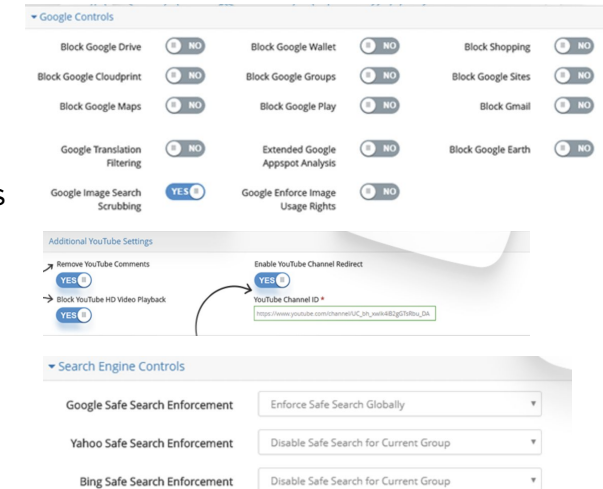 Google Controls
Block Google Drive NO Block Google Wallet NO Block Shopping NO
Block Google Cloudprint NO Block Google Groups NO Block Google Sites NO
Block Google Maps NO Block Google Play NO Block Gmail NO
Google Translation Filtering NO Extended Google Appspot Analysis NO Block Google Earth NO
Google Image Search Scrubbing YES Google Enforce Image Usage Rights NO
s
Additional YouTube Settings
Remove YouTube Comments Enable YouTube Channel Redirect
YES YES
Block YouTube HD Video Playback YouTube Channel ID *
YES
Search Engine Controls
Google Safe Search Enforcement Enforce Safe Search Globally
Yahoo Safe Search Enforcement Disable Safe Search for Current Group
Bing Safe Search Enforcement Disable Safe Search for Current Group